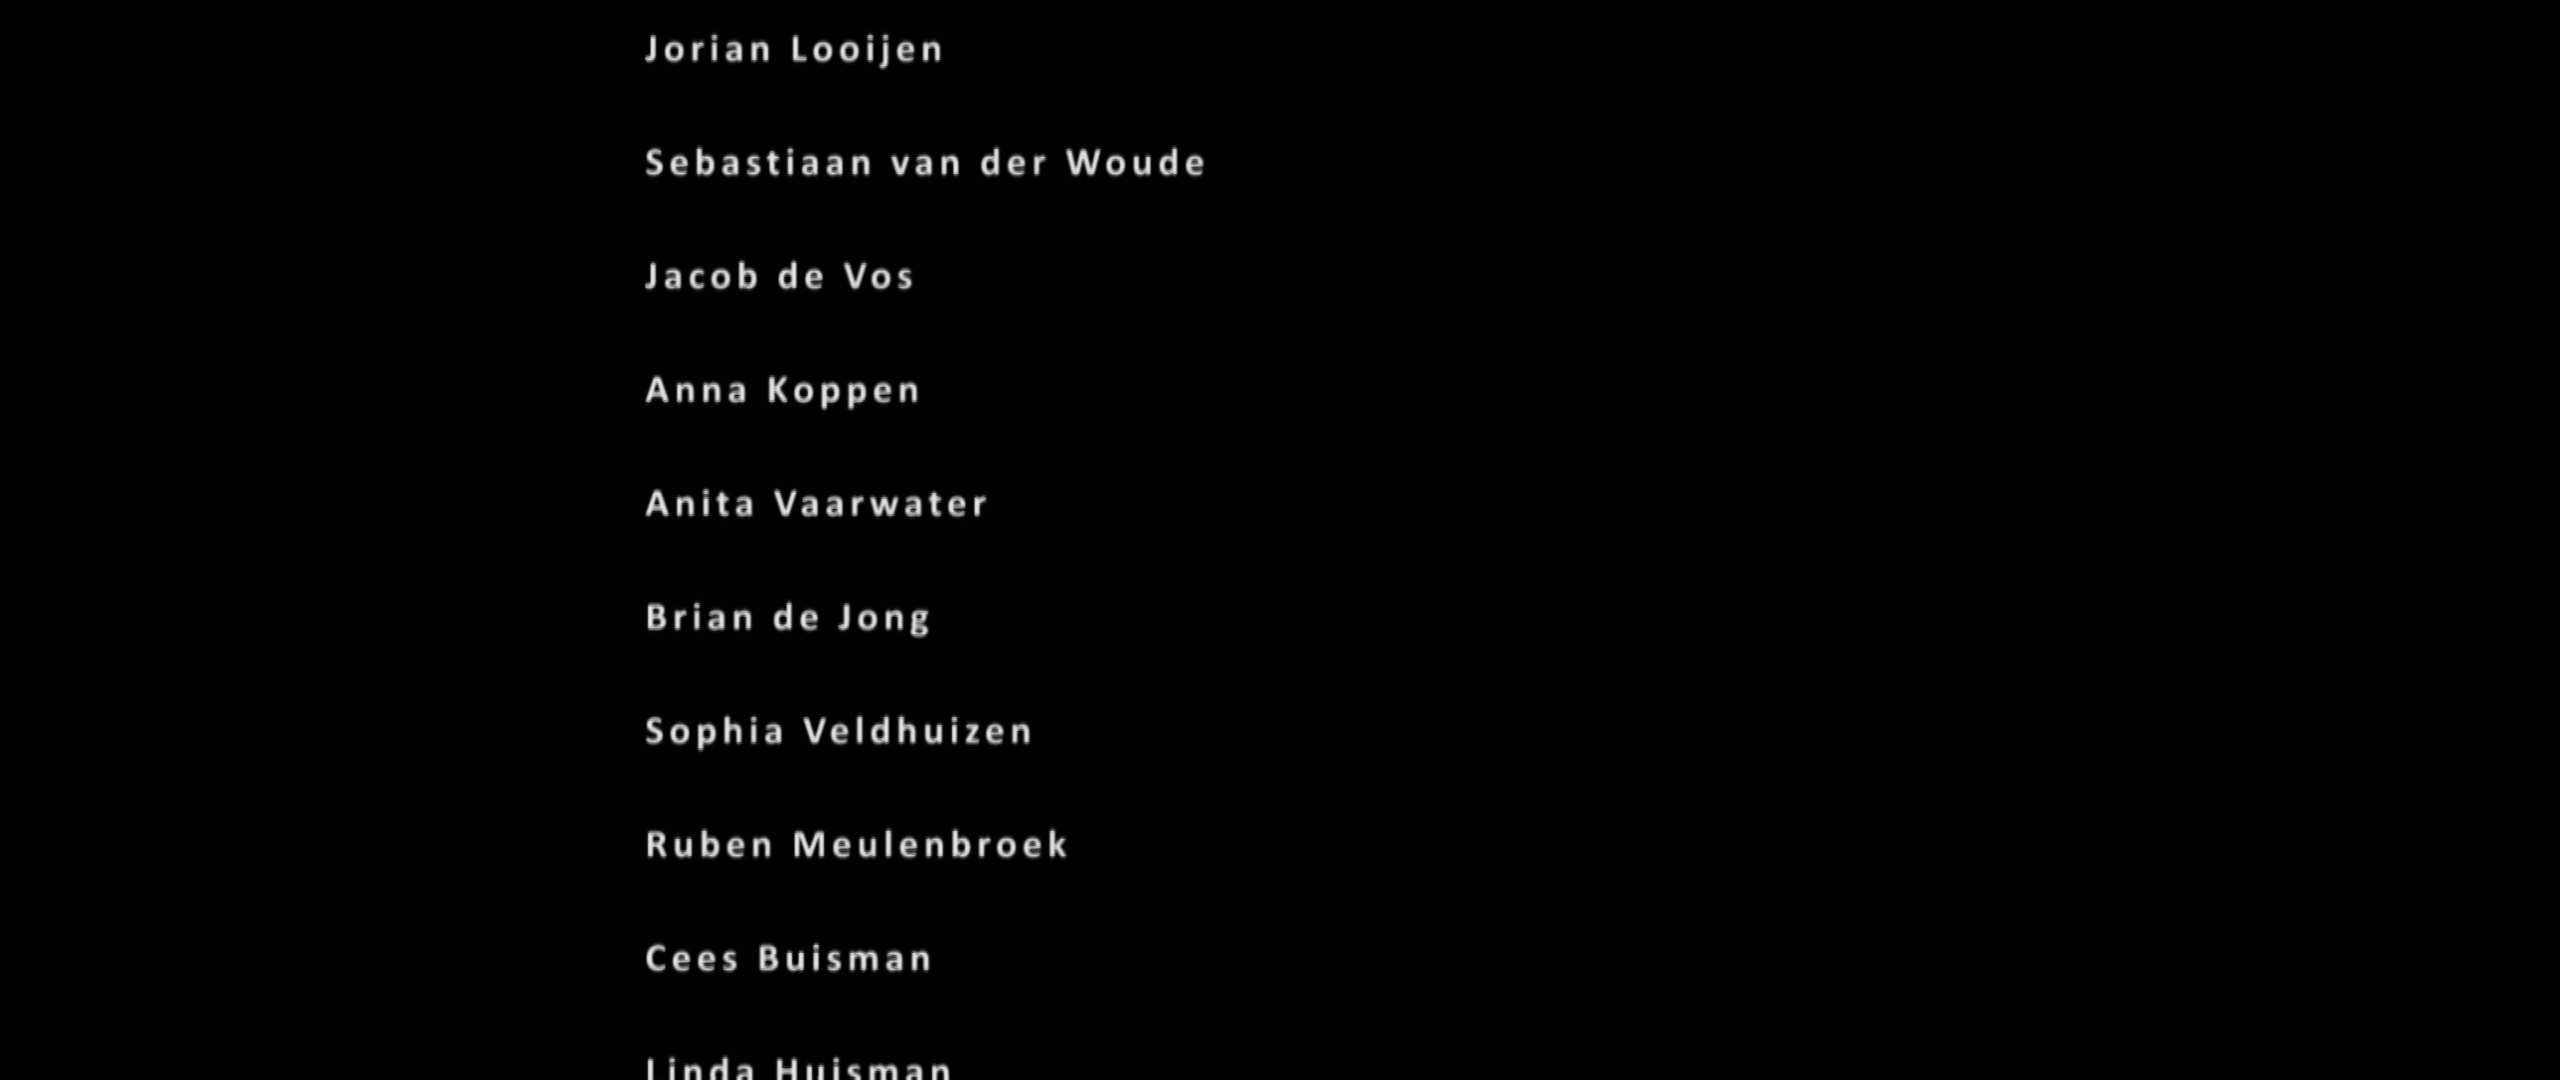 Jorian Looijen
Sebastiaan van der Woude
Jacob de Vos
Anna Koppen
Anita Vaarwater
Brian de Jong
Sophia Veldhuizen
Ruben Meulenbroek
Cees Buisman
Linda Huisman